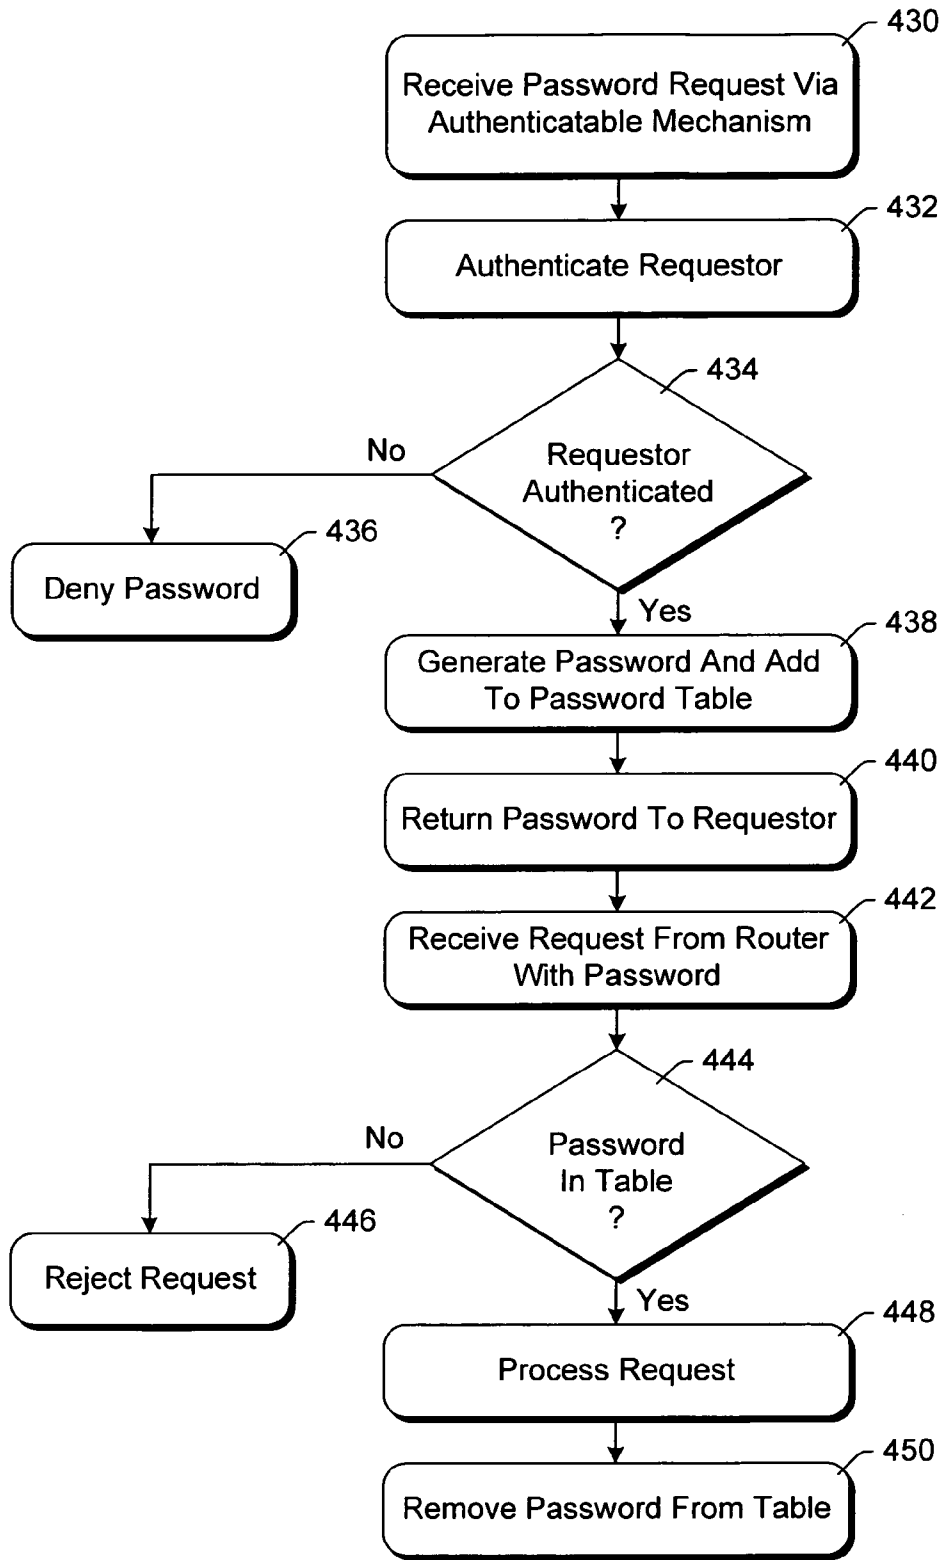 430
Receive Password Request Via
Authenticatable Mechanism
432
Authenticate Requestor
434
Requestor
Authenticated
?
No
436
Deny Password
Yes
438
Generate Password And Add
To Password Table
440
Return Password To Requestor
442
Receive Request From Router
With Password
444
Password
In Table
?
No
446
Reject Request
Yes
448
Process Request
450
Remove Password From Table